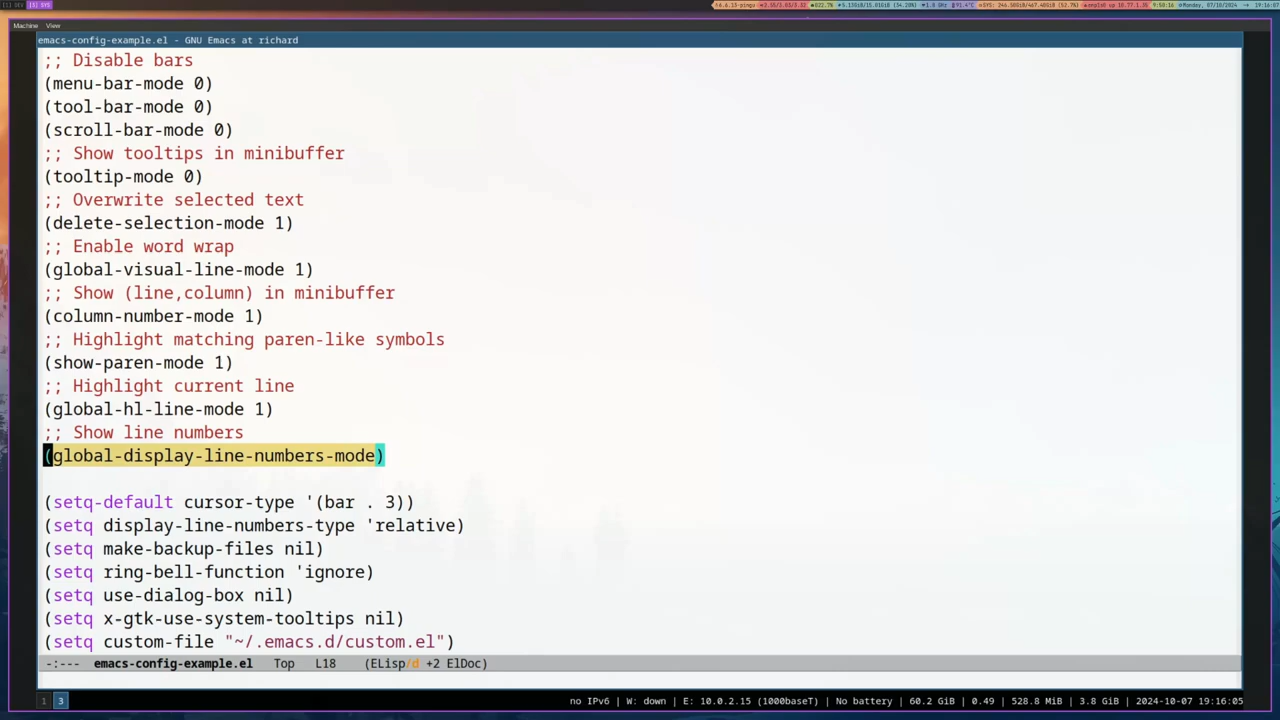 [1] DEV [3] SYS
Machine View
emacs-config-example.el - GNU Emacs at richard
;; Disable bars
(menu-bar-mode 0)
(tool-bar-mode 0)
(scroll-bar-mode 0)
;; Show tooltips in minibuffer
(tooltip-mode 0)
;; Overwrite selected text
(delete-selection-mode 1)
;; Enable word wrap
(global-visual-line-mode 1)
;; Show (line,column) in minibuffer
(column-number-mode 1)
;; Highlight matching paren-like symbols
(show-paren-mode 1)
;; Highlight current line
(global-hl-line-mode 1)
;; Show line numbers
(global-display-line-numbers-mode)
(setq-default cursor-type '(bar . 3))
(setq display-line-numbers-type 'relative)
(setq make-backup-files nil)
(setq ring-bell-function 'ignore)
(setq use-dialog-box nil)
(setq x-gtk-use-system-tooltips nil)
(setq custom-file "~/.emacs.d/custom.el")
-:--- emacs-config-example.el Top L18 (ELisp/d +2 ElDoc)
1 3 no IPv6 | W: down | E: 10.0.2.15 (1000baseT) | No battery | 60.2 GiB | 0.49 | 528.8 MiB | 3.8 GiB | 2024-10-07 19:16:05